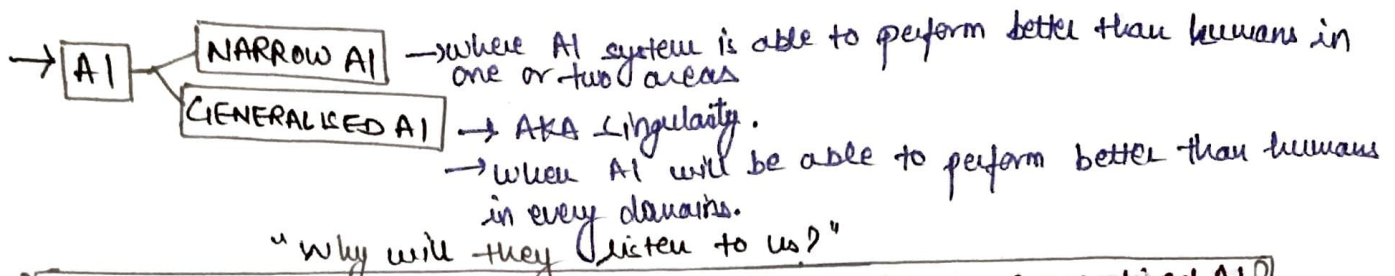 → AI NARROW AI → where AI system is able to perform better than humans in
one or two areas
GENERALISED AI → AKA Singularity.
→ when AI will be able to perform better than humans
in every domains.
"Why will they listen to us?"